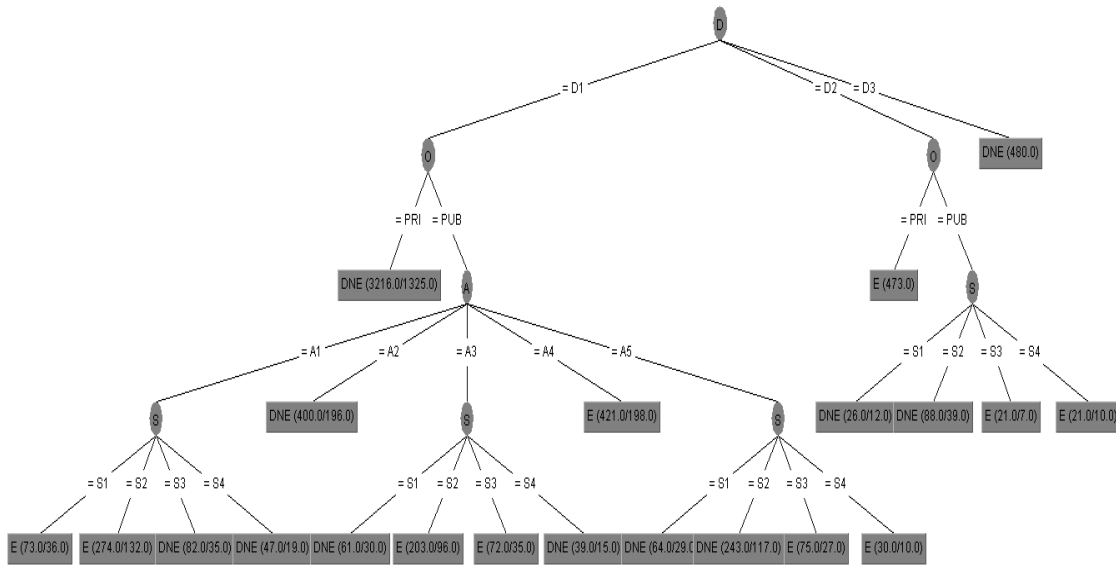 D
= D1
= D2
= D3
O
O
DNE (480.0)
= PRI
= PUB
= PRI
= PUB
DNE (3216.0/1325.0)
A
E (473.0)
S
= A1
= A2
= A3
= A4
= A5
= S1
= S2
= S3
= S4
S
DNE (400.0/196.0)
S
E (421.0/198.0)
S
DNE (26.0/12.0)
DNE (88.0/39.0)
E (21.0/7.0)
E (21.0/10.0)
= S1
= S2
= S3
= S4
= S1
= S2
= S3
= S4
= S1
= S2
= S3
= S4
E (73.0/36.0)
E (274.0/132.0)
DNE (82.0/35.0)
DNE (47.0/19.0)
DNE (61.0/30.0)
E (203.0/96.0)
E (72.0/35.0)
DNE (39.0/15.0)
DNE (64.0/29.0
DNE (243.0/117.0)
E (75.0/27.0)
E (30.0/10.0)